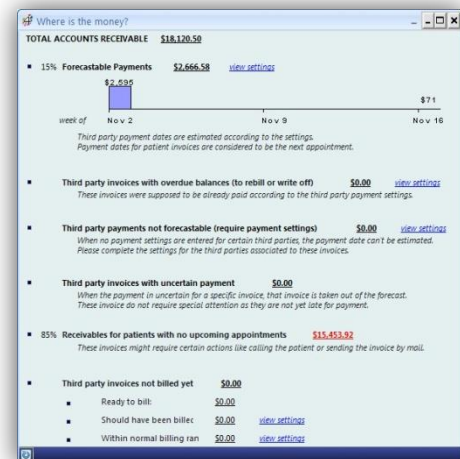 Where is the money?
TOTAL ACCOUNTS RECEIVABLE $18,120.50
15% Forecastable Payments $2,666.58 view settings
$2,595
$71
week of Nov 2 Nov 9 Nov 16
Third party payment dates are estimated according to the settings.
Payment dates for patient invoices are considered to be the next appointment.
Third party invoices with overdue balances (to rebill or write off) $0.00 view settings
These invoices were supposed to be already paid according to the third party payment settings.
Third party payments not forecastable (require payment settings) $0.00 view settings
When no payment settings are entered for certain third parties, the payment date can't be estimated.
Please complete the settings for the third parties associated to these invoices.
Third party invoices with uncertain payment $0.00
When the payment in uncertain for a specific invoice, that invoice is taken out of the forecast.
These invoice do not require special attention as they are not yet late for payment.
85% Receivables for patients with no upcoming appointments $15,453.92
These invoices might require certain actions like calling the patient or sending the invoice by mail.
Third party invoices not billed yet $0.00
Ready to bill: $0.00
Should have been billec $0.00 view settings
Within normal billing ran $0.00 view settings